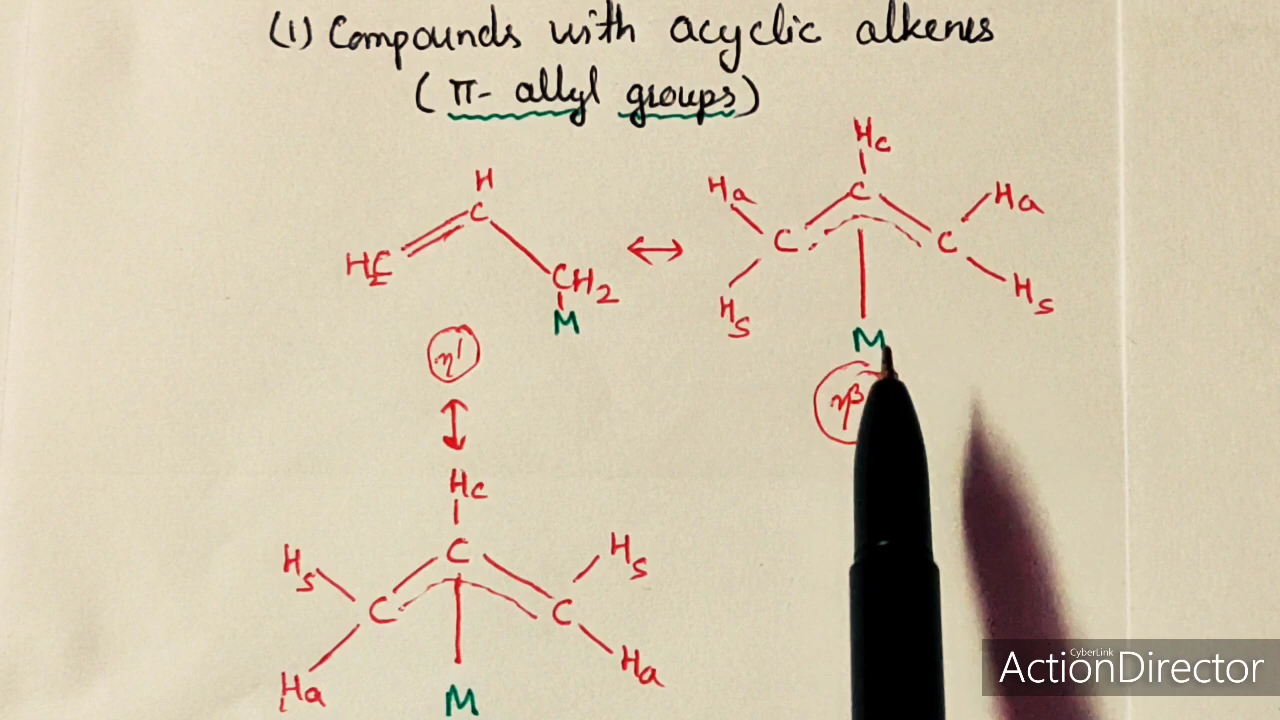 (1) Compounds with acyclic alkenes
(π- allyl groups)
H
C
H2C
CH2
M
η1
Hc
C
Ha
Ha
C
C
Hs
Hs
M
η3
Hc
C
Hs
Hs
C
C
Ha
Ha
M
CyberLink
ActionDirector